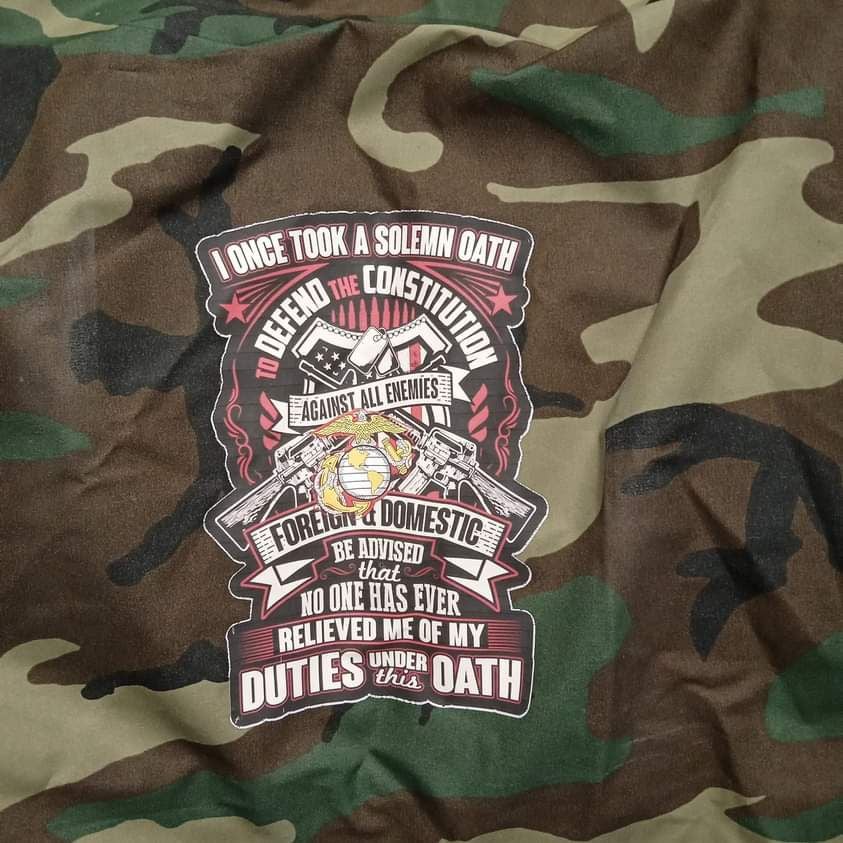 I ONCE TOOK A SOLEMN OATH
TO DEFEND THE CONSTITUTION
AGAINST ALL ENEMIES
FOREIGN & DOMESTIC
BE ADVISED
that
NO ONE HAS EVER
RELIEVED ME OF MY
DUTIES UNDER this OATH